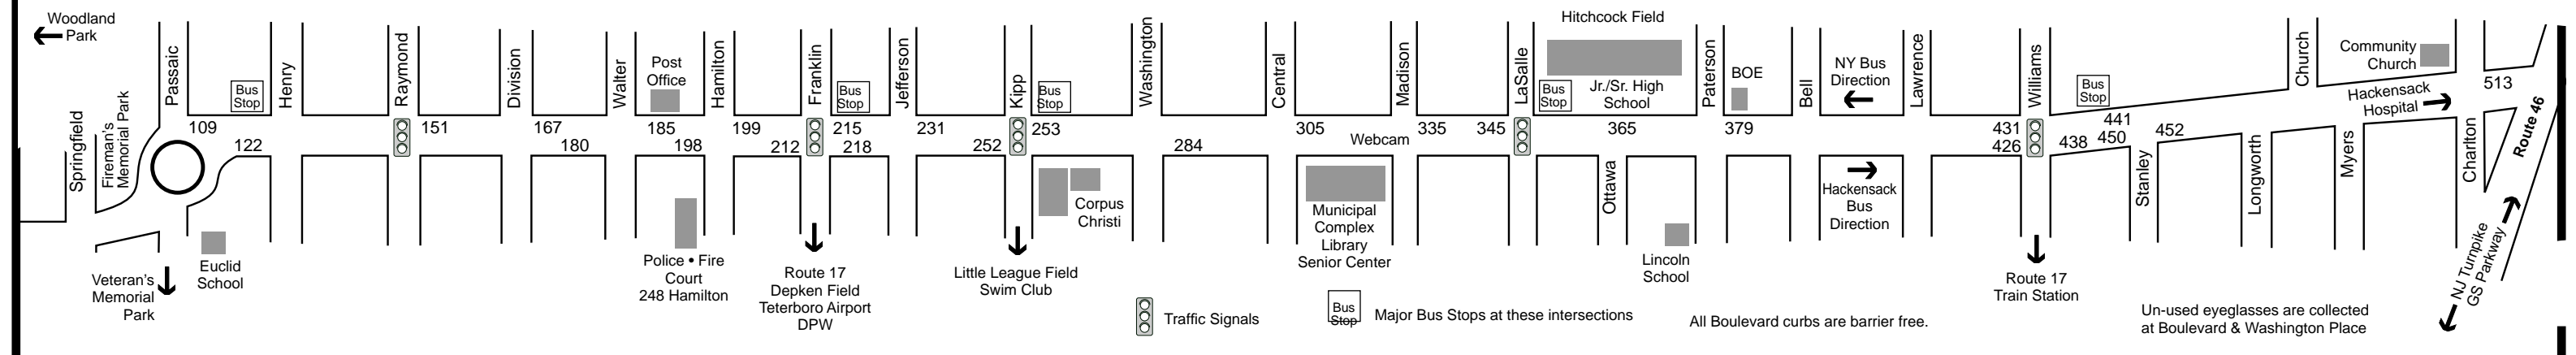 Woodland
Park
Springfield
Fireman's
Memorial Park
Passaic
109
122
Veteran's
Memorial
Park
Euclid
School
Bus
Stop
Henry
Raymond
151
Division
167
180
Walter
Post
Office
185
198
Police • Fire
Court
248 Hamilton
Hamilton
199
212
Franklin
Route 17
Depken Field
Teterboro Airport
DPW
Bus
Stop
215
218
Jefferson
231
252
Kipp
Little League Field
Swim Club
Bus
Stop
253
Corpus
Christi
Washington
284
Central
305
Webcam
Municipal
Complex
Library
Senior Center
Madison
335
345
LaSalle
Hitchcock Field
Bus
Stop
Jr./Sr. High
School
365
Ottawa
Lincoln
School
Paterson
BOE
379
Bell
NY Bus
Direction
Hackensack
Bus
Direction
Lawrence
431
426
Williams
Route 17
Train Station
Bus
Stop
441
438
450
452
Stanley
Longworth
Church
Myers
Community
Church
Hackensack
Hospital
Charlton
513
Route 46
NJ Turnpike
GS Parkway
Traffic Signals
Bus
Stop
Major Bus Stops at these intersections
All Boulevard curbs are barrier free.
Un-used eyeglasses are collected
at Boulevard & Washington Place